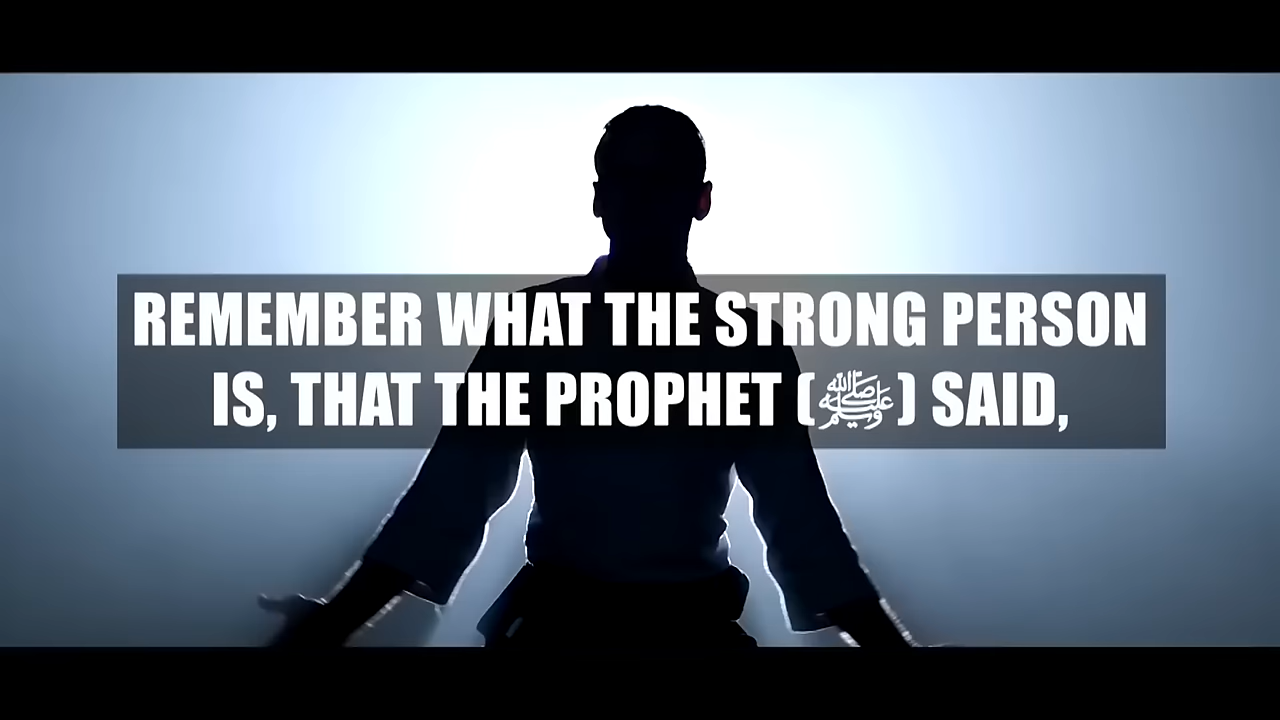 REMEMBER WHAT THE STRONG PERSON
IS, THAT THE PROPHET (ﷺ) SAID,